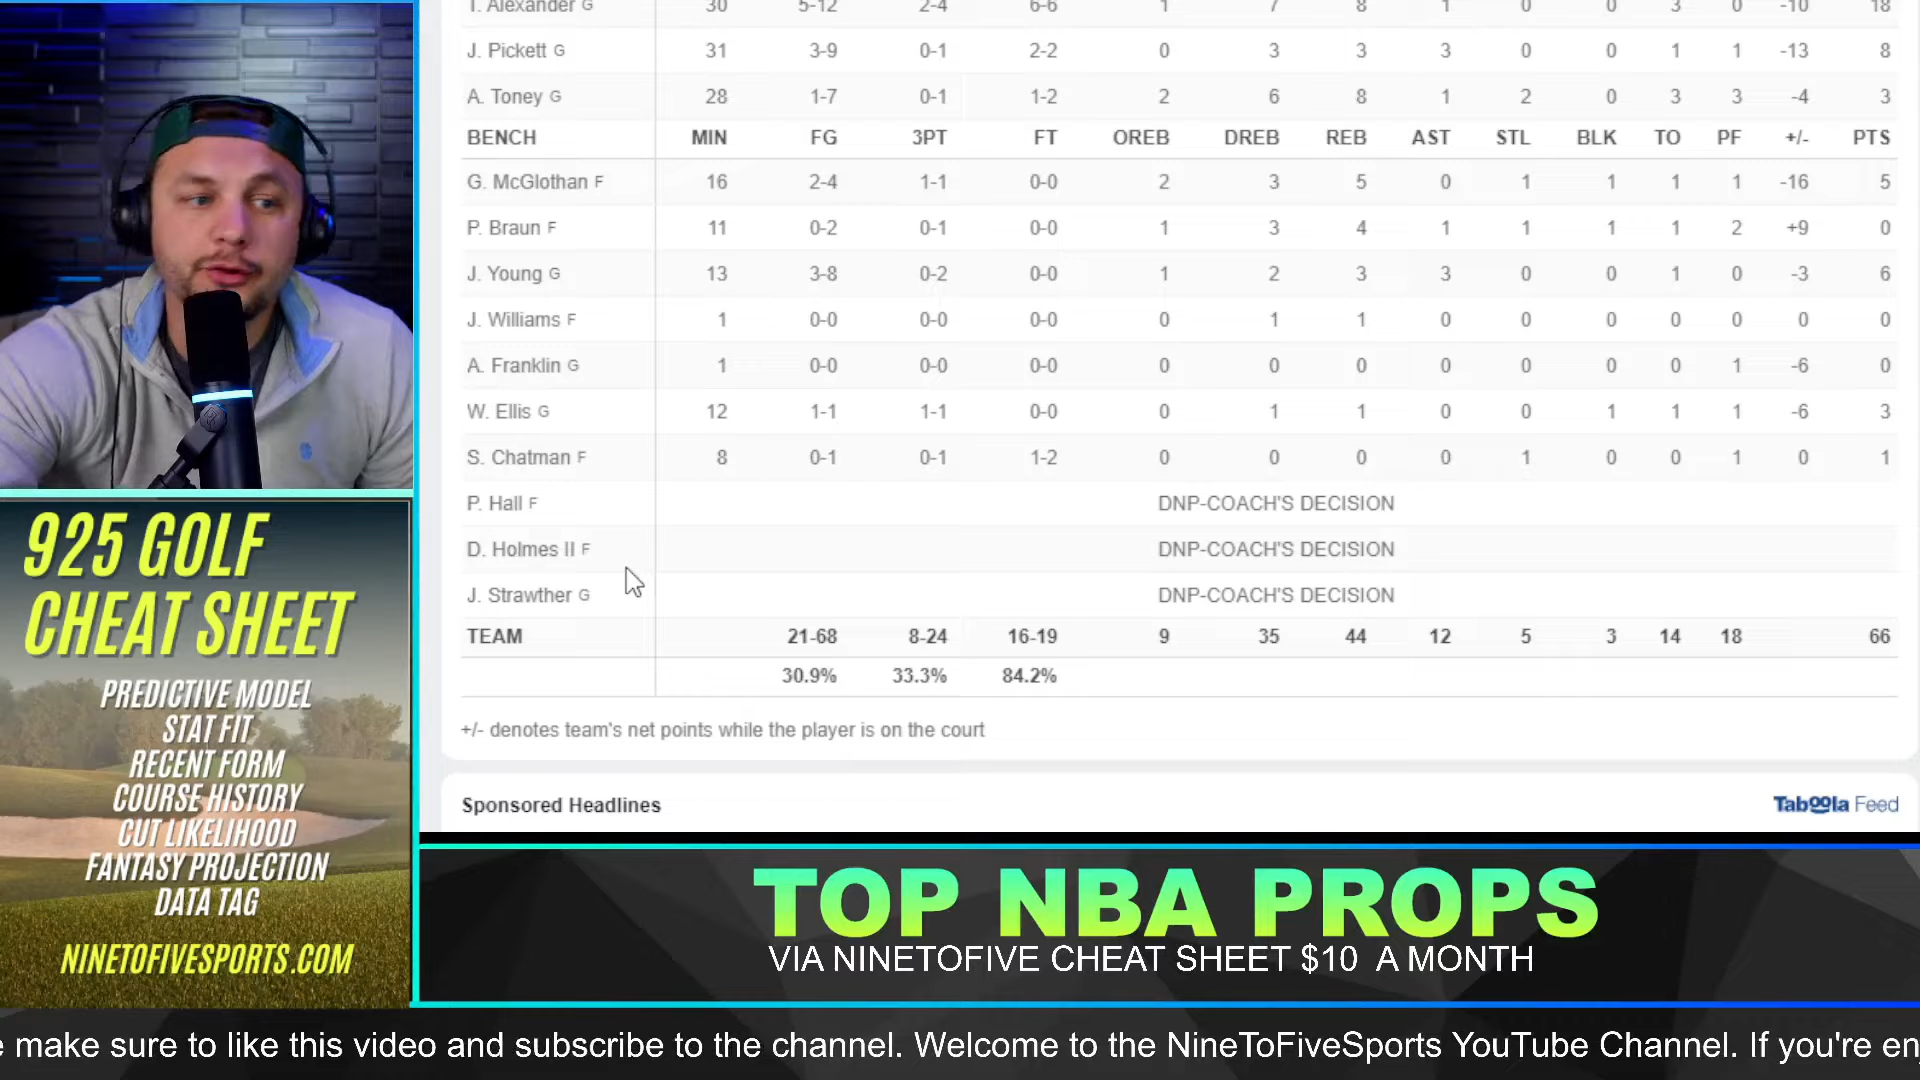 T. Alexander G 30 5-12 2-4 6-6 1 7 8 1 0 0 3 0 -10 18
J. Pickett G 31 3-9 0-1 2-2 0 3 3 3 0 0 1 1 -13 8
A. Toney G 28 1-7 0-1 1-2 2 6 8 1 2 0 3 3 -4 3
BENCH MIN FG 3PT FT OREB DREB REB AST STL BLK TO PF +/- PTS
G. McGlothan F 16 2-4 1-1 0-0 2 3 5 0 1 1 1 1 -16 5
P. Braun F 11 0-2 0-1 0-0 1 3 4 1 1 1 1 2 +9 0
J. Young G 13 3-8 0-2 0-0 1 2 3 3 0 0 1 0 -3 6
J. Williams F 1 0-0 0-0 0-0 0 1 1 0 0 0 0 0 0 0
A. Franklin G 1 0-0 0-0 0-0 0 0 0 0 0 0 0 1 -6 0
W. Ellis G 12 1-1 1-1 0-0 0 1 1 0 0 1 1 1 -6 3
S. Chatman F 8 0-1 0-1 1-2 0 0 0 0 1 0 0 1 0 1
P. Hall F DNP-COACH'S DECISION
D. Holmes II F DNP-COACH'S DECISION
J. Strawther G DNP-COACH'S DECISION
TEAM 21-68 8-24 16-19 9 35 44 12 5 3 14 18 66
30.9% 33.3% 84.2%
+/- denotes team's net points while the player is on the court
Sponsored Headlines
Taboola Feed
925 GOLF
CHEAT SHEET
PREDICTIVE MODEL
STAT FIT
RECENT FORM
COURSE HISTORY
CUT LIKELIHOOD
FANTASY PROJECTION
DATA TAG
NINETOFIVESPORTS.COM
TOP NBA PROPS
VIA NINETOFIVE CHEAT SHEET $10 A MONTH
make sure to like this video and subscribe to the channel. Welcome to the NineToFiveSports YouTube Channel. If you're en